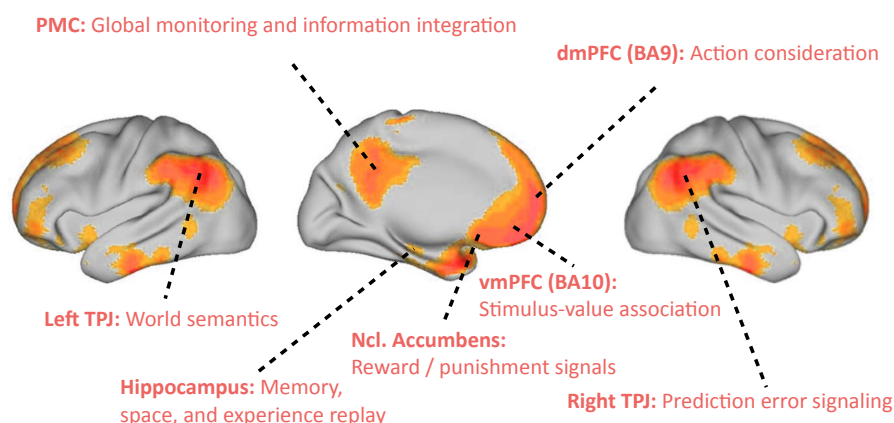 PMC: Global monitoring and information integration
dmPFC (BA9): Action consideration
vmPFC (BA10):
Stimulus-value association
Left TPJ: World semantics
Ncl. Accumbens:
Reward / punishment signals
Hippocampus: Memory,
space, and experience replay
Right TPJ: Prediction error signaling